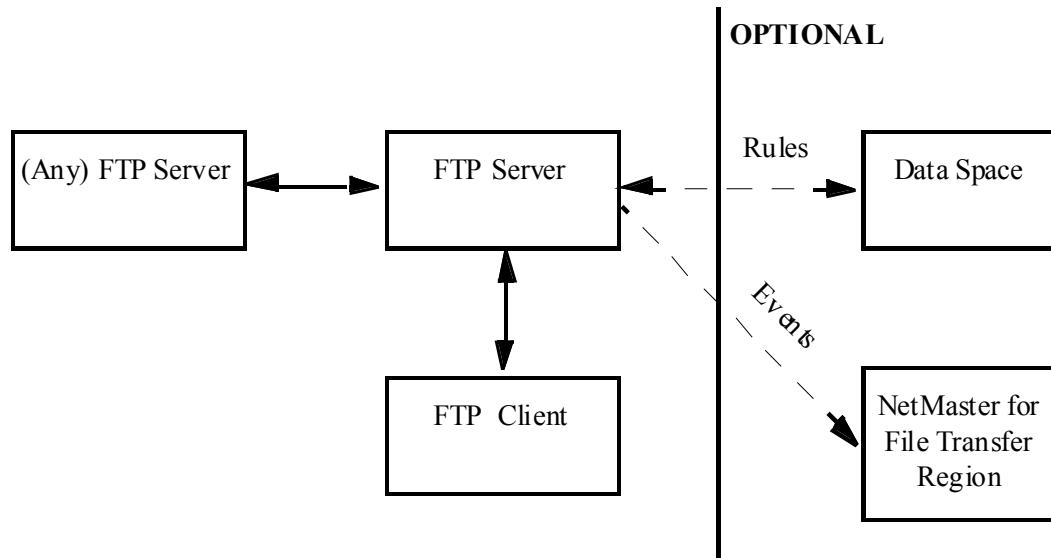 OPTIONAL
(Any) FTP Server
FTP Server
Rules
Data Space
Events
FTP Client
NetMaster for
File Transfer
Region